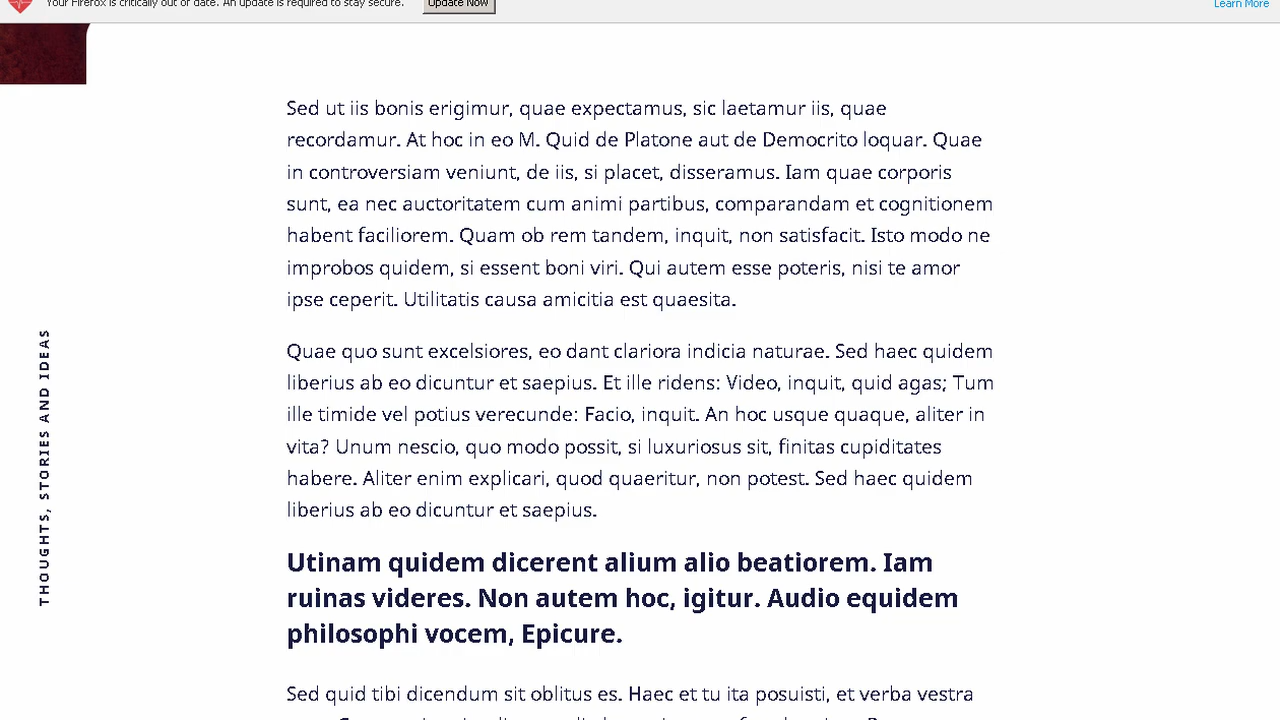 Your Firefox is critically out of date. An update is required to stay secure. Update Now Learn More
Sed ut iis bonis erigimur, quae expectamus, sic laetamur iis, quae
recordamur. At hoc in eo M. Quid de Platone aut de Democrito loquar. Quae
in controversiam veniunt, de iis, si placet, disseramus. Iam quae corporis
sunt, ea nec auctoritatem cum animi partibus, comparandam et cognitionem
habent faciliorem. Quam ob rem tandem, inquit, non satisfacit. Isto modo ne
improbos quidem, si essent boni viri. Qui autem esse poteris, nisi te amor
ipse ceperit. Utilitatis causa amicitia est quaesita.
THOUGHTS, STORIES AND IDEAS
Quae quo sunt excelsiores, eo dant clariora indicia naturae. Sed haec quidem
liberius ab eo dicuntur et saepius. Et ille ridens: Video, inquit, quid agas; Tum
ille timide vel potius verecunde: Facio, inquit. An hoc usque quaque, aliter in
vita? Unum nescio, quo modo possit, si luxuriosus sit, finitas cupiditates
habere. Aliter enim explicari, quod quaeritur, non potest. Sed haec quidem
liberius ab eo dicuntur et saepius.
Utinam quidem dicerent alium alio beatiorem. Iam
ruinas videres. Non autem hoc, igitur. Audio equidem
philosophi vocem, Epicure.
Sed quid tibi dicendum sit oblitus es. Haec et tu ita posuisti, et verba vestra